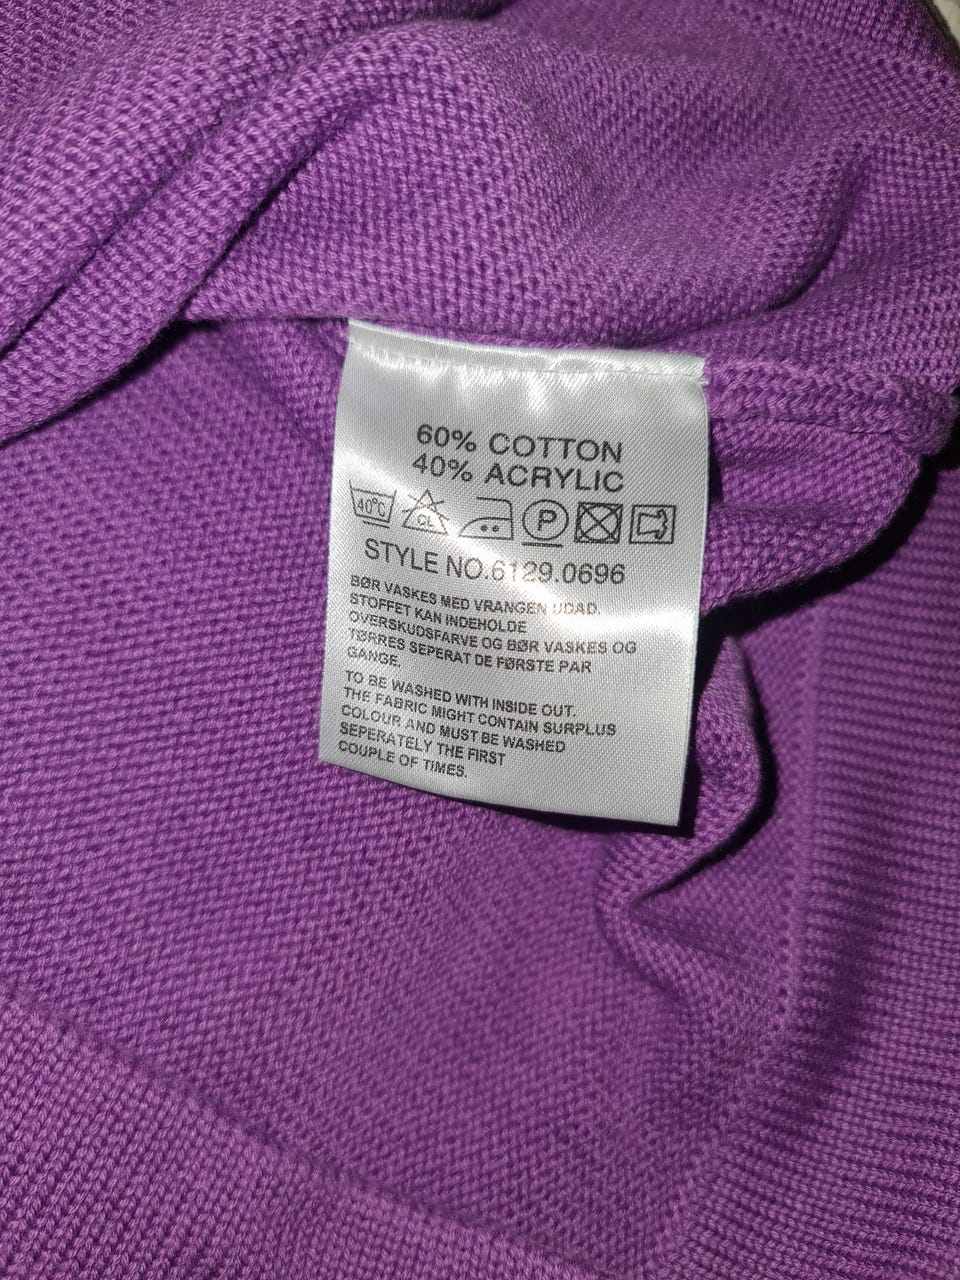 60% COTTON
40% ACRYLIC
40°C CL P
STYLE NO.6129.0696
BØR VASKES MED VRANGEN UDAD.
STOFFET KAN INDEHOLDE
OVERSKUDSFARVE OG BØR VASKES OG
TØRRES SEPERAT DE FØRSTE PAR
GANGE.
TO BE WASHED WITH INSIDE OUT.
THE FABRIC MIGHT CONTAIN SURPLUS
COLOUR AND MUST BE WASHED
SEPERATELY THE FIRST
COUPLE OF TIMES.